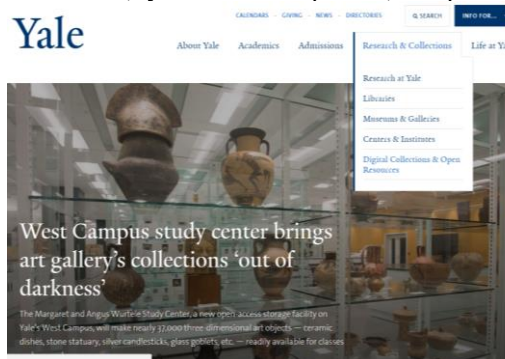 CALENDARS · GIVING · NEWS · DIRECTORIES
SEARCH
INFO FOR...
Yale
About Yale
Academics
Admissions
Research & Collections
Life at Ya
Research at Yale
Libraries
Museums & Galleries
Centers & Institutes
Digital Collections & Open
Resources
West Campus study center brings
art gallery's collections ‘out of
darkness’
The Margaret and Angus Wurtele Study Center, a new open-access storage facility on
Yale's West Campus, will make nearly 37,000 three-dimensional art objects — ceramic
dishes, stone statuary, silver candlesticks, glass goblets, etc. — readily available for classes